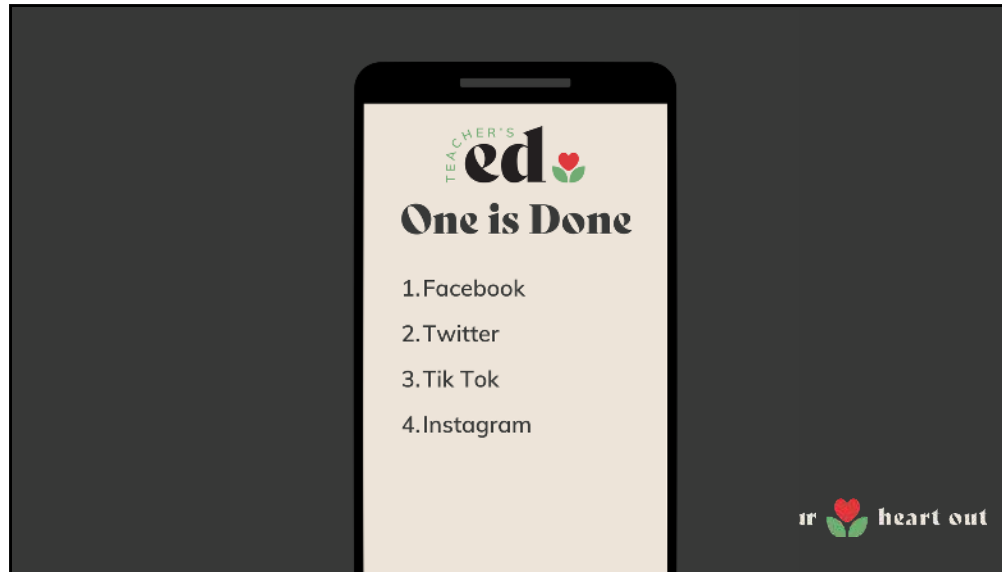 TEACHER'S
ed
One is Done
1.Facebook
2.Twitter
3.Tik Tok
4.Instagram
heart out